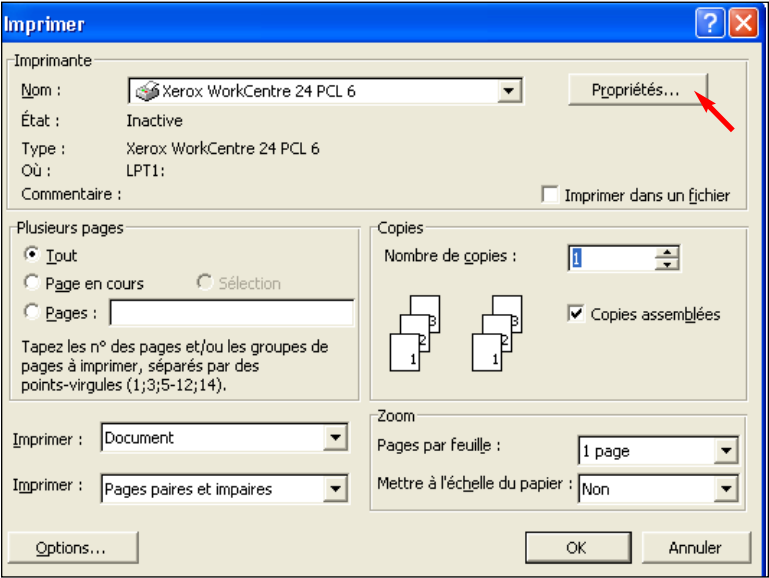 Imprimer
Imprimante
Nom : Xerox WorkCentre 24 PCL 6 Propriétés...
État : Inactive
Type : Xerox WorkCentre 24 PCL 6
Où : LPT1:
Commentaire : Imprimer dans un fichier
Plusieurs pages
Tout
Page en cours Sélection
Pages :
Tapez les n° des pages et/ou les groupes de
pages à imprimer, séparés par des
points-virgules (1;3;5-12;14).
Copies
Nombre de copies : 1
3 3
2 2
1 1
Copies assemblées
Imprimer : Document
Imprimer : Pages paires et impaires
Zoom
Pages par feuille : 1 page
Mettre à l'échelle du papier : Non
Options... OK Annuler